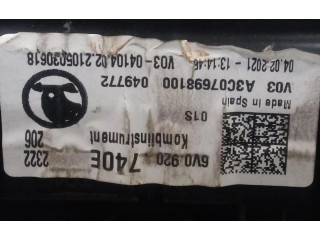 2322
206
6V0.920
740E
Kombiinstrument
01S
049772
Made in Spain
V03-04104.02.2105030618
V03 A3C07698100
04.02.2021 - 13:14:46